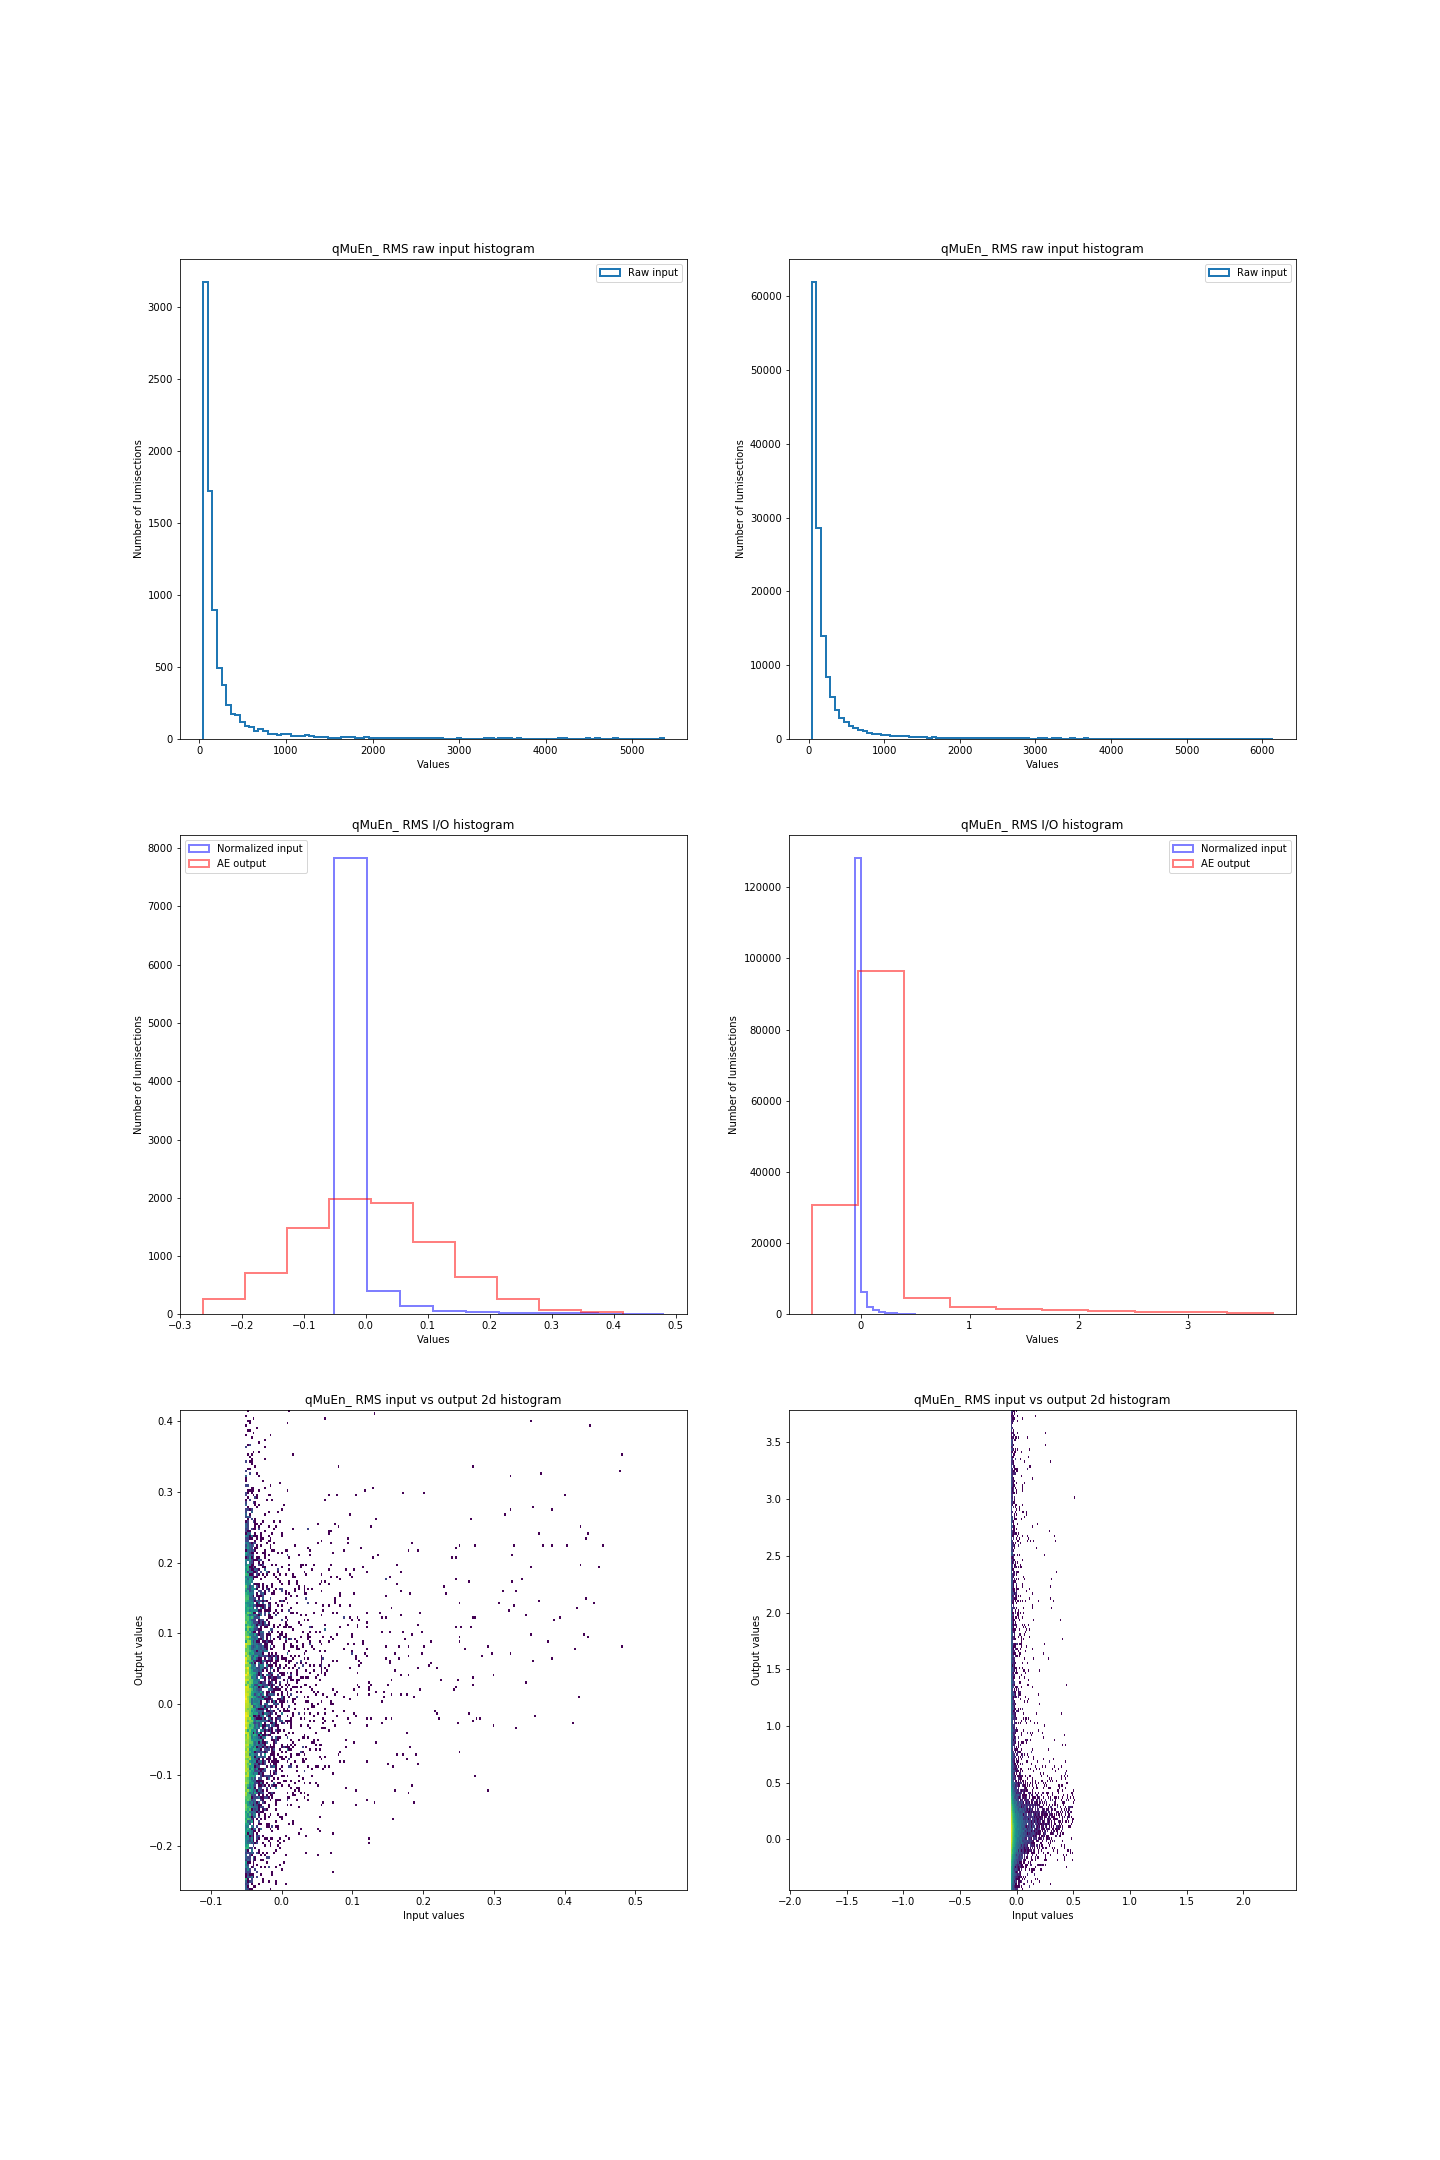 qMuEn_ RMS raw input histogram
Raw input
3000
2500
2000
1500
1000
500
0
Number of lumisections
0 1000 2000 3000 4000 5000
Values
qMuEn_ RMS raw input histogram
Raw input
60000
50000
40000
30000
20000
10000
0
Number of lumisections
0 1000 2000 3000 4000 5000 6000
Values
qMuEn_ RMS I/O histogram
Normalized input
AE output
8000
7000
6000
5000
4000
3000
2000
1000
0
Number of lumisections
−0.3 −0.2 −0.1 0.0 0.1 0.2 0.3 0.4 0.5
Values
qMuEn_ RMS I/O histogram
Normalized input
AE output
120000
100000
80000
60000
40000
20000
0
Number of lumisections
0 1 2 3
Values
qMuEn_ RMS input vs output 2d histogram
0.4
0.3
0.2
0.1
0.0
−0.1
−0.2
Output values
−0.1 0.0 0.1 0.2 0.3 0.4 0.5
Input values
qMuEn_ RMS input vs output 2d histogram
3.5
3.0
2.5
2.0
1.5
1.0
0.5
0.0
Output values
−2.0 −1.5 −1.0 −0.5 0.0 0.5 1.0 1.5 2.0
Input values